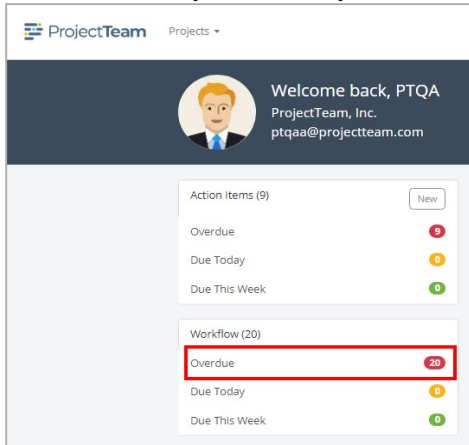 ProjectTeam Projects
Welcome back, PTQA
ProjectTeam, Inc.
ptqaa@projectteam.com
Action Items (9) New
Overdue 9
Due Today 0
Due This Week 0
Workflow (20)
Overdue 20
Due Today 0
Due This Week 0